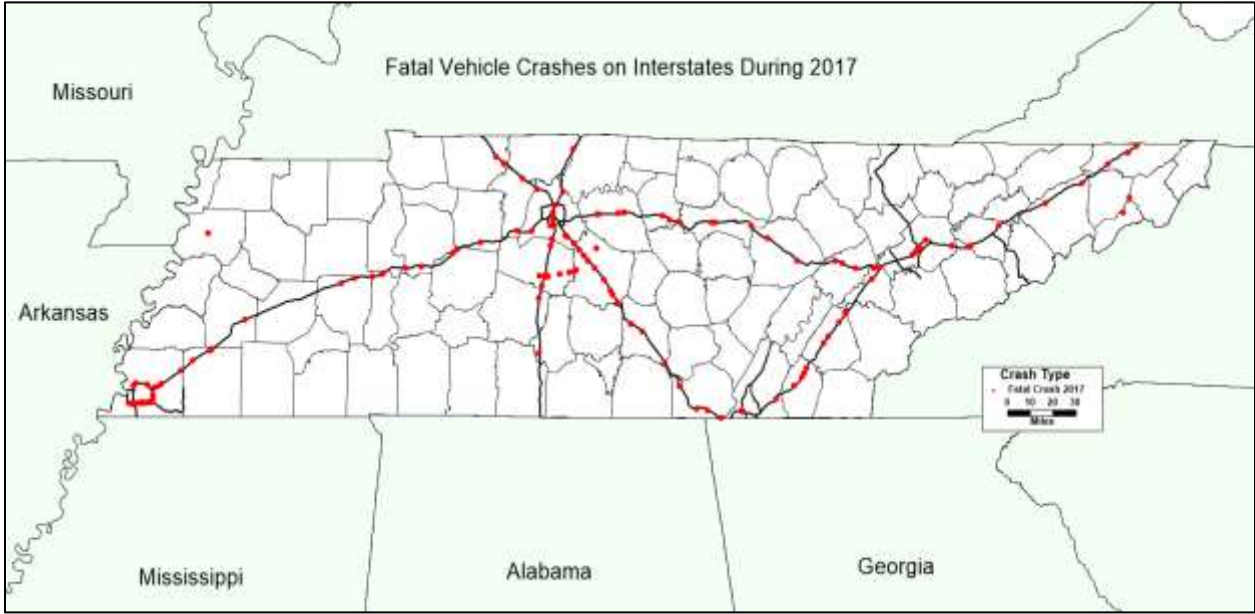 Fatal Vehicle Crashes on Interstates During 2017
Missouri
Arkansas
Crash Type
Fatal Crash 2017
0 10 20 30
Miles
Mississippi
Alabama
Georgia